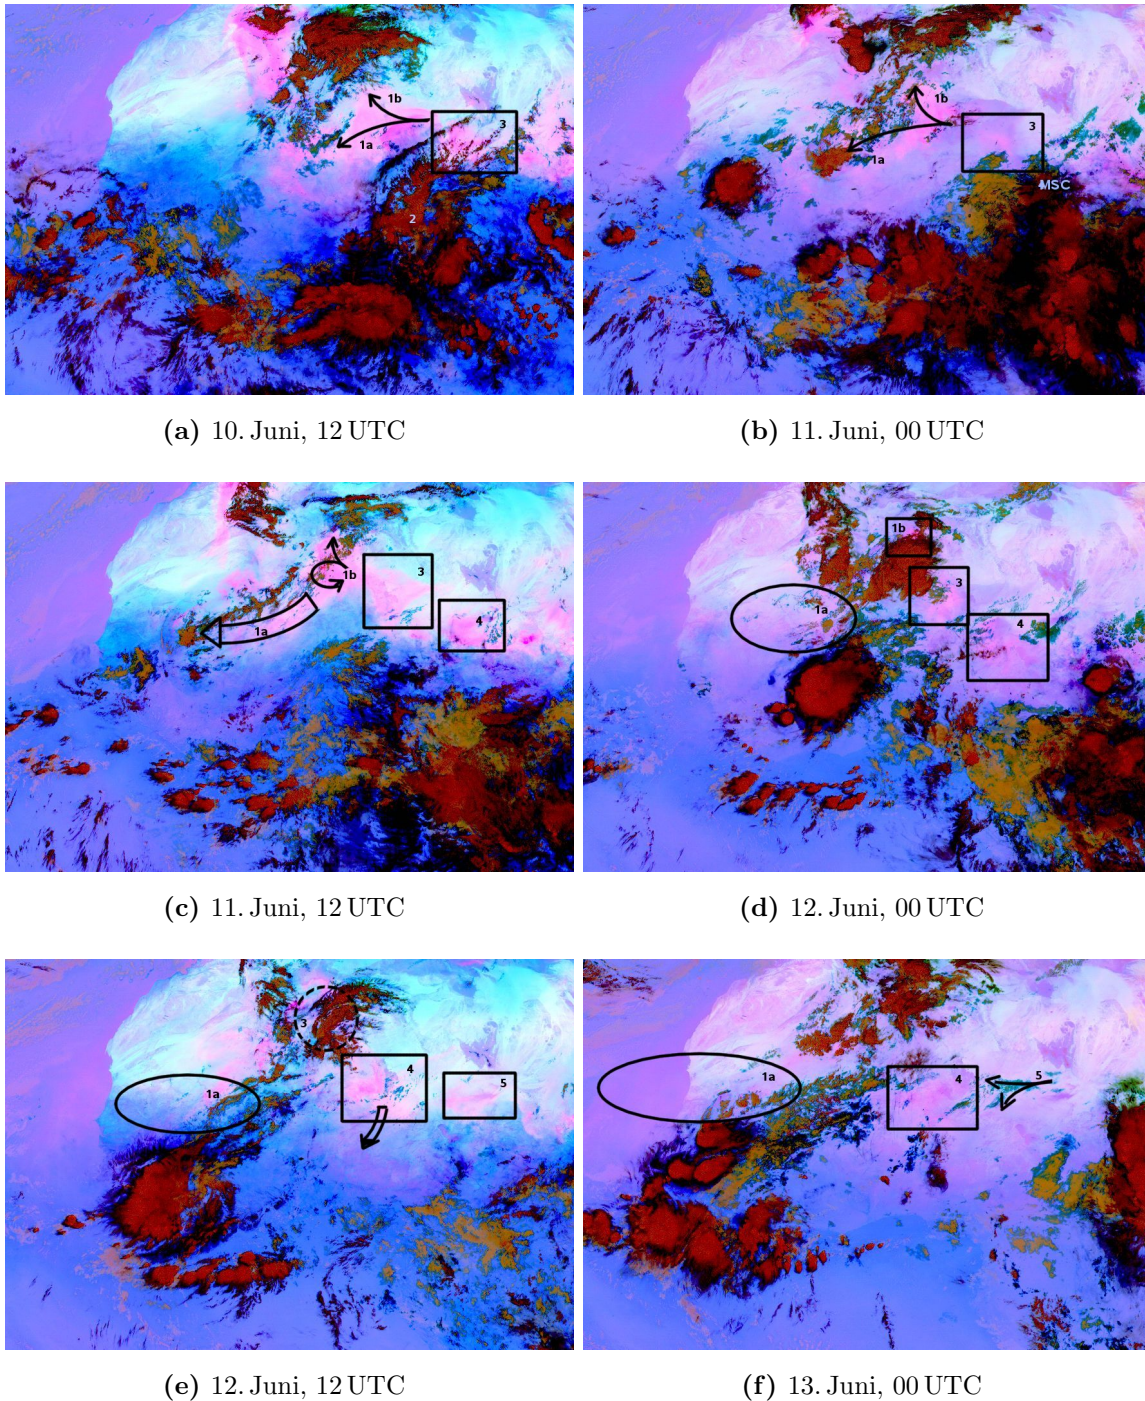 1b
3
1a
2
1b
3
1a
MSC
(a) 10. Juni, 12 UTC
(b) 11. Juni, 00 UTC
1b
3
4
1a
1b
3
1a
4
(c) 11. Juni, 12 UTC
(d) 12. Juni, 00 UTC
3
4
1a
5
1a
4
5
(e) 12. Juni, 12 UTC
(f) 13. Juni, 00 UTC